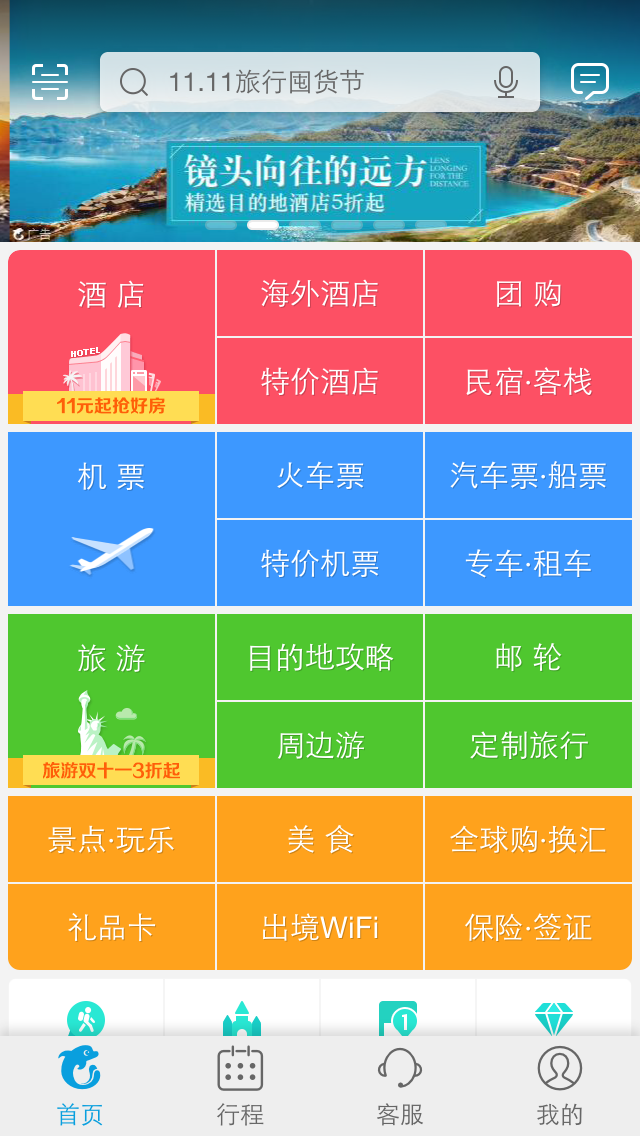 11.11旅行囤货节
镜头向往的远方
LENS
LONGING
FOR THE
DISTANCE
精选目的地酒店5折起
广告
酒店
海外酒店
团购
HOTEL
特价酒店
民宿·客栈
11元起抢好房
机票
火车票
汽车票·船票
特价机票
专车·租车
旅游
目的地攻略
邮轮
周边游
定制旅行
旅游双十一3折起
景点·玩乐
美食
全球购·换汇
礼品卡
出境WiFi
保险·签证
1
首页
行程
客服
我的